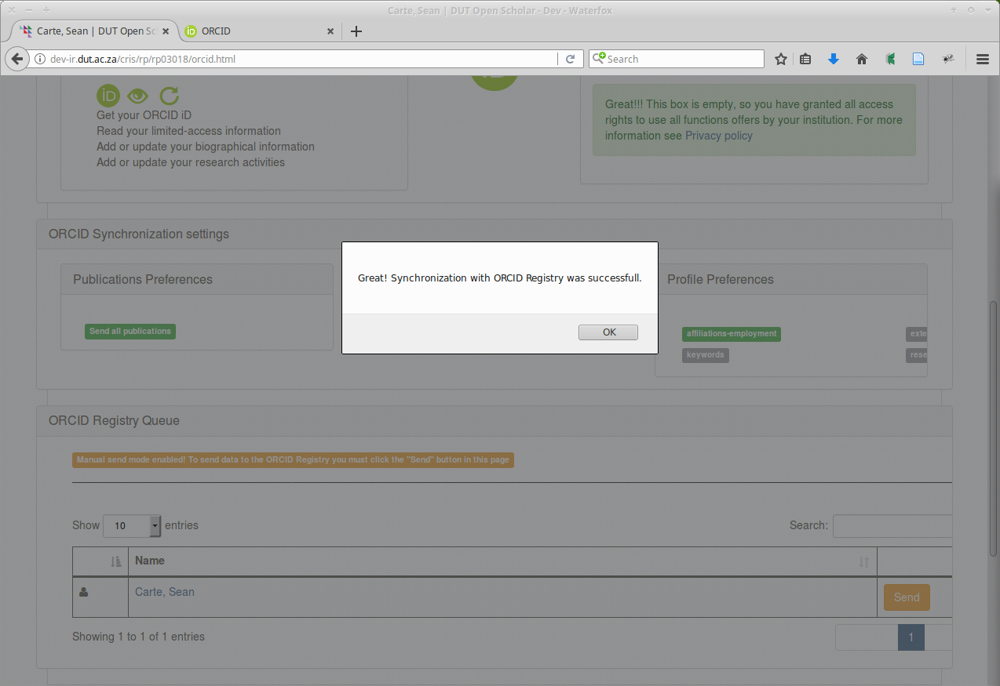 Carte, Sean | DUT Open Scholar - Dev - Waterfox
Carte, Sean | DUT Open Sc
ORCID
dev-ir.dut.ac.za/cris/rp/rp03018/orcid.html
Search
iD
Get your ORCID iD
Read your limited-access information
Add or update your biographical information
Add or update your research activities
Great!!! This box is empty, so you have granted all access
rights to use all functions offers by your institution. For more
information see Privacy policy
ORCID Synchronization settings
Publications Preferences
Send all publications
Great! Synchronization with ORCID Registry was successfull.
OK
Profile Preferences
affiliations-employment
exte
keywords
rese
ORCID Registry Queue
Manual send mode enabled! To send data to the ORCID Registry you must click the "Send" button in this page
Show 10 entries
Search:
Name
Carte, Sean
Send
Showing 1 to 1 of 1 entries
1